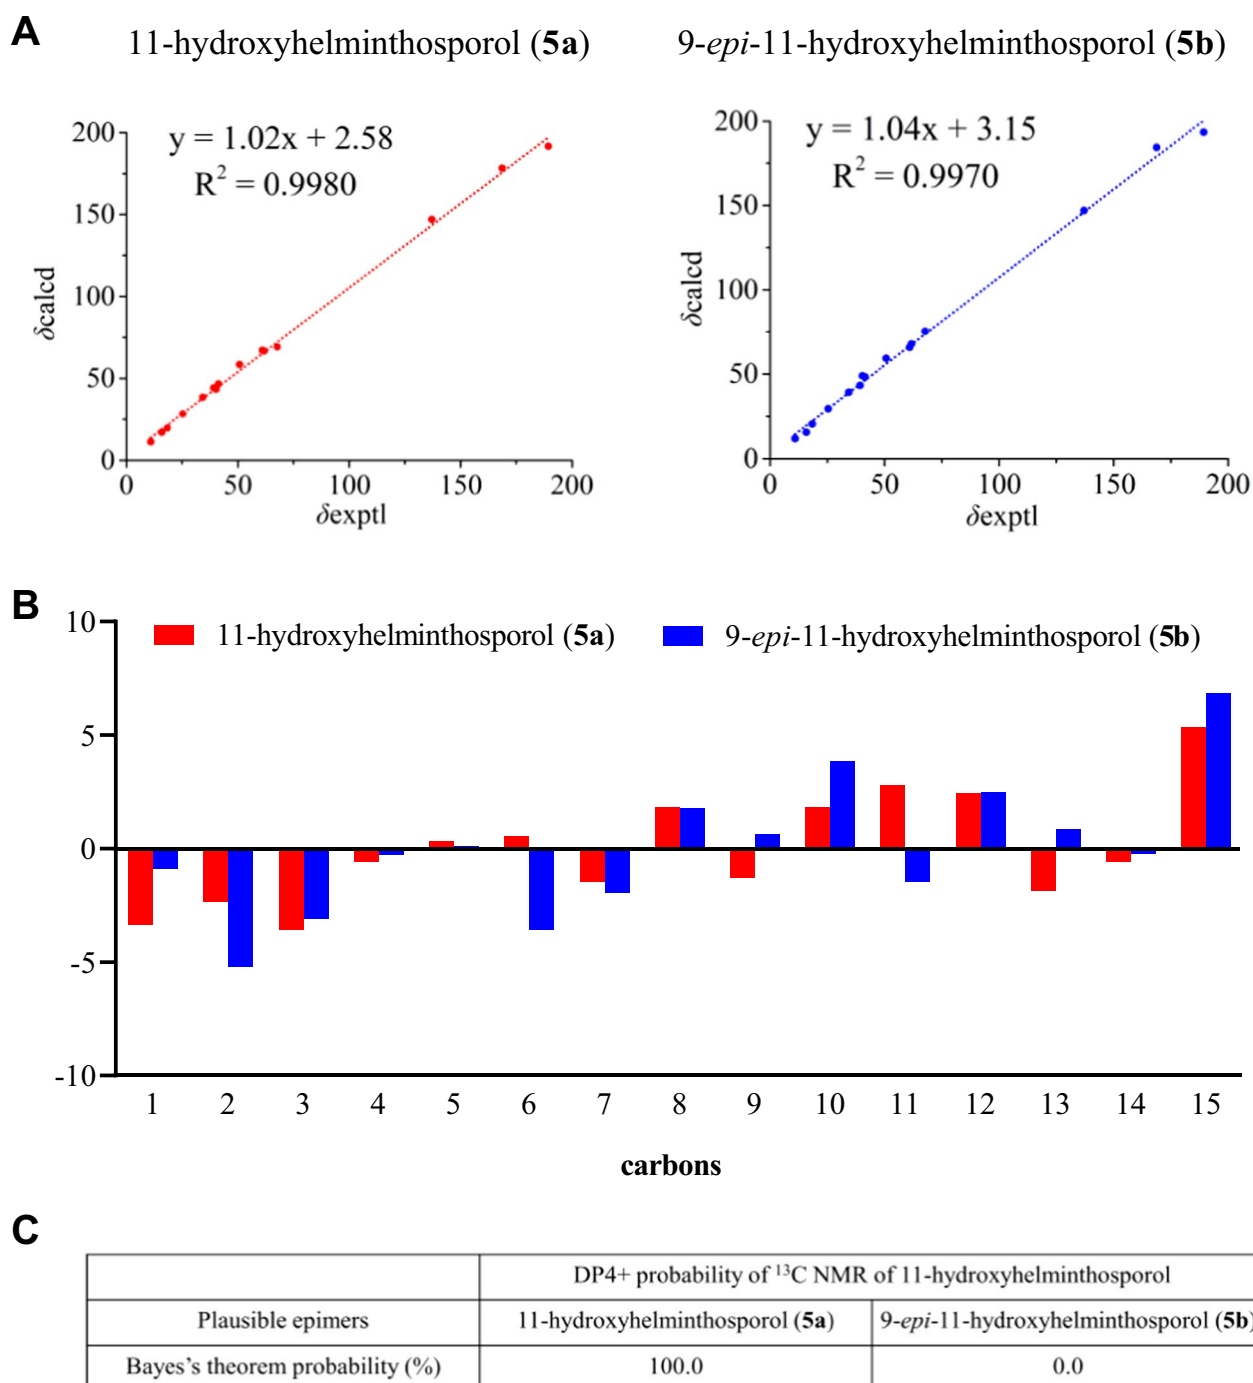 A
11-hydroxyhelminthosporol (5a)
9-epi-11-hydroxyhelminthosporol (5b)
y = 1.02x + 2.58
R² = 0.9980
200
150
100
50
0
δcalcd
0 50 100 150 200
δexptl
y = 1.04x + 3.15
R² = 0.9970
200
150
100
50
0
δcalcd
0 50 100 150 200
δexptl
B
11-hydroxyhelminthosporol (5a)
9-epi-11-hydroxyhelminthosporol (5b)
10
5
0
-5
-10
1 2 3 4 5 6 7 8 9 10 11 12 13 14 15
carbons
C
DP4+ probability of ¹³C NMR of 11-hydroxyhelminthosporol
Plausible epimers 11-hydroxyhelminthosporol (5a) 9-epi-11-hydroxyhelminthosporol (5b)
Bayes's theorem probability (%) 100.0 0.0